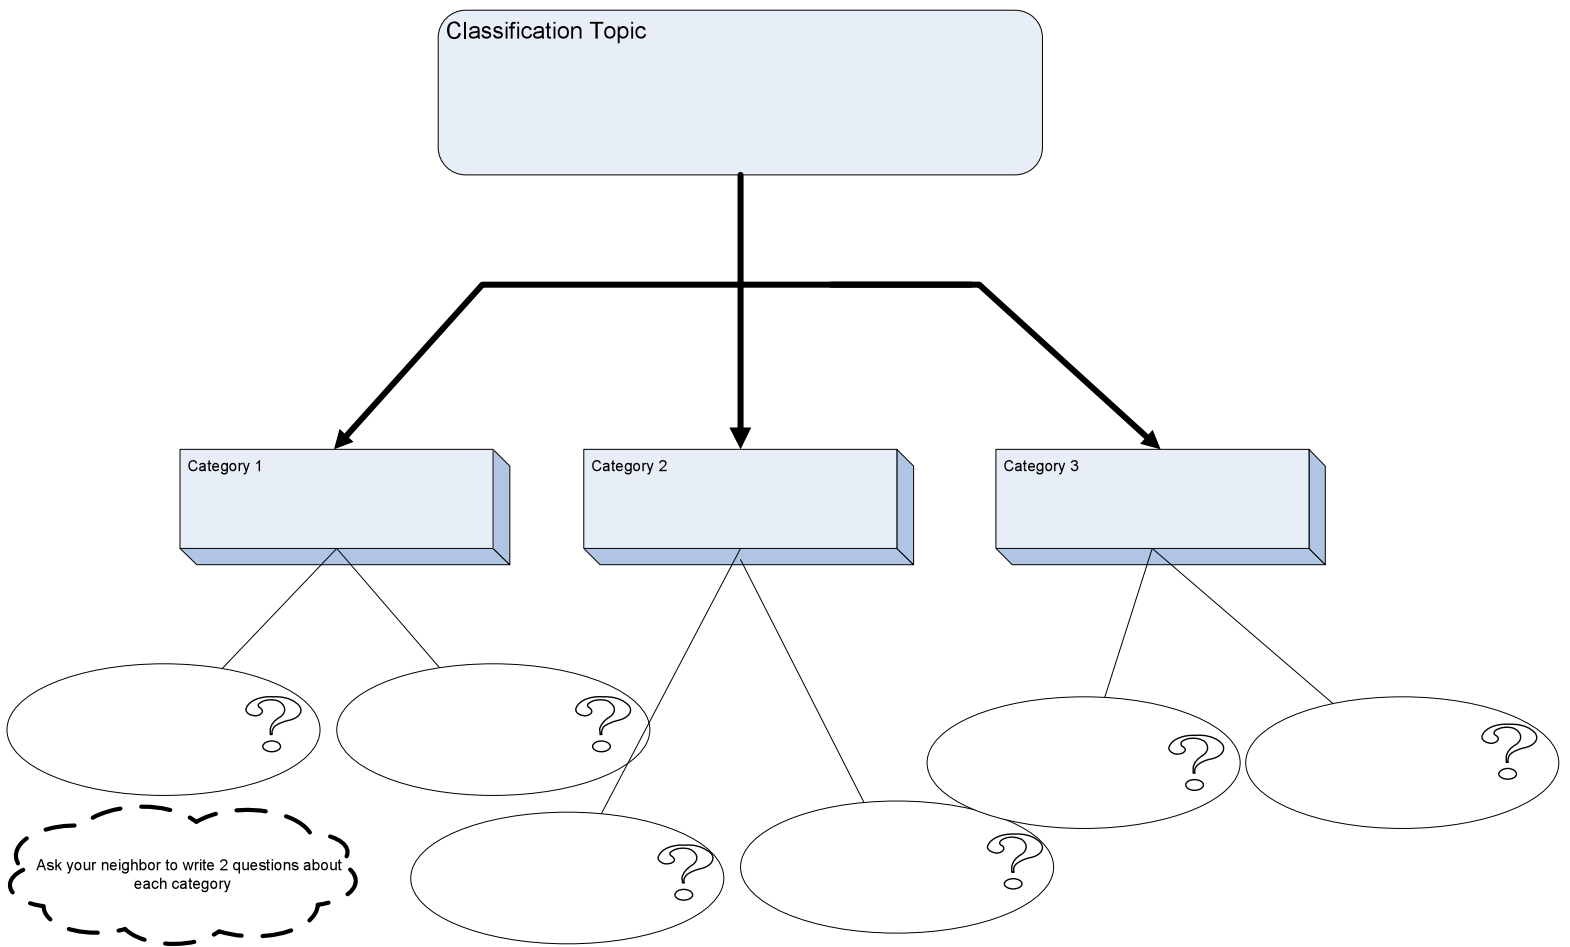 Classification Topic
Category 1
Category 2
Category 3
?
?
?
?
?
?
Ask your neighbor to write 2 questions about
each category